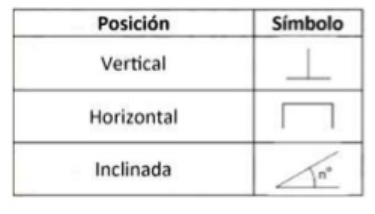 Posición Símbolo
Vertical
Horizontal
Inclinada n°